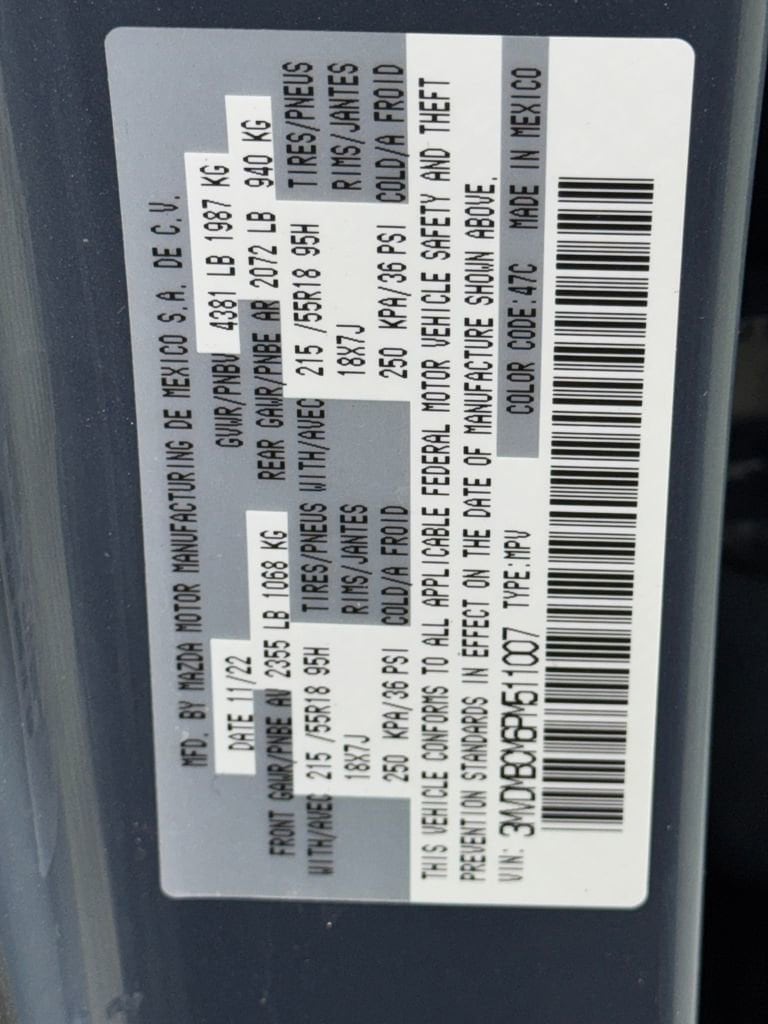 MFD. BY MAZDA MOTOR MANUFACTURING DE MEXICO S.A. DE C.V.
DATE 11/22 GVWR/PNBV 4381 LB 1987 KG
FRONT GAWR/PNBE AV 2355 LB 1068 KG REAR GAWR/PNBE AR 2072 LB 940 KG
WITH/AVEC 215 /55R18 95H TIRES/PNEUS WITH/AVEC 215 /55R18 95H TIRES/PNEUS
18X7J RIMS/JANTES 18X7J RIMS/JANTES
250 KPA/36 PSI COLD/A FROID 250 KPA/36 PSI COLD/A FROID
THIS VEHICLE CONFORMS TO ALL APPLICABLE FEDERAL MOTOR VEHICLE SAFETY AND THEFT
PREVENTION STANDARDS IN EFFECT ON THE DATE OF MANUFACTURE SHOWN ABOVE.
VIN: 3MVDMBCM6PM511007 TYPE:MPV COLOR CODE:47C MADE IN MEXICO